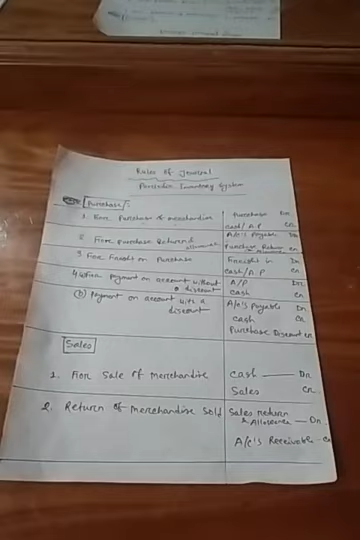 Rules of Journal
Periodic Inventory System
Purchase/s
1. For Purchase of merchandise Purchase Dr.
cash/A.P cr.
2. For purchase Return & allowance A/c's Payable Dr.
Purchase Return cr.
3 For Fraight on Purchase Fraight in Dr.
cash/A.P cr.
4. For Payment on account without discount A/P Dr.
cash cr.
(b) Payment on account with a discount A/c's Payable Dr.
cash Cr.
Purchase Discount cr.
Sales
1. For Sale of Merchandise cash — Dr.
Sales cr.
2. Return of Merchandise Sold Sales return
& Allowance — Dr.
A/c's Receivable - cr